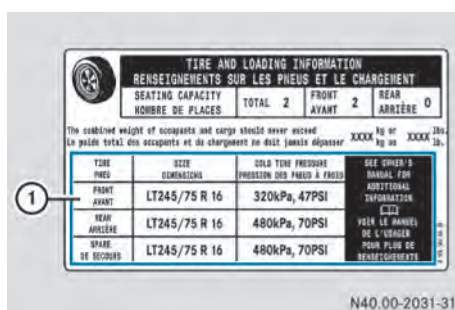 TIRE AND LOADING INFORMATION
RENSEIGNEMENTS SUR LES PNEUS ET LE CHARGEMENT
SEATING CAPACITY
NOMBRE DE PLACES
TOTAL 2
FRONT
AVANT
2
REAR
ARRIÈRE
0
The combined weight of occupants and cargo should never exceed XXXX kg or XXXX lbs.
Le poids total des occupants et du chargement ne doit jamais dépasser kg ou lb.
TIRE
PNEU
SIZE
DIMENSIONS
COLD TIRE PRESSURE
PRESSION DES PNEUS À FROID
SEE OWNER'S
MANUAL FOR
ADDITIONAL
INFORMATION
VOIR LE MANUEL
DE L'USAGER
POUR PLUS DE
RENSEIGNEMENTS
1
FRONT
AVANT
LT245/75 R 16
320kPa, 47PSI
REAR
ARRIÈRE
LT245/75 R 16
480kPa, 70PSI
SPARE
DE SECOURS
LT245/75 R 16
480kPa, 70PSI
N40.00-2031-31